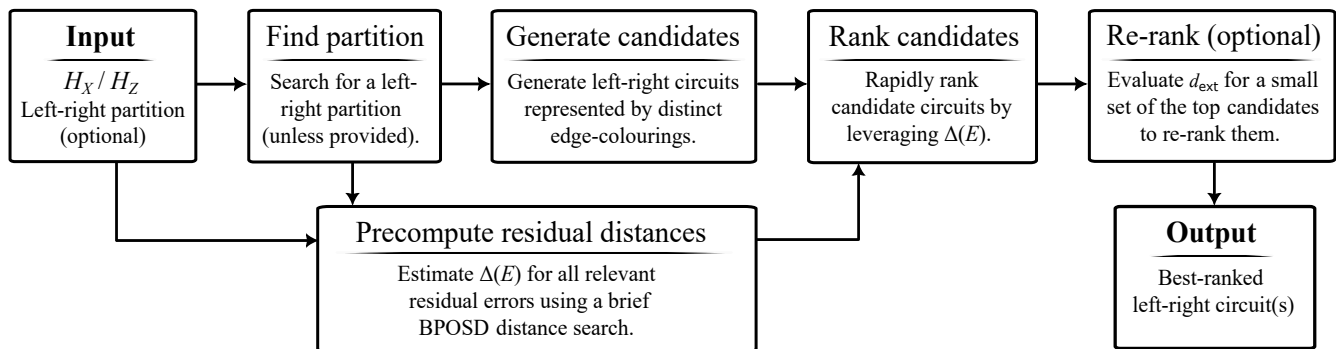 Input
H_X / H_Z
Left-right partition
(optional)
Find partition
Search for a left-
right partition
(unless provided).
Generate candidates
Generate left-right circuits
represented by distinct
edge-colourings.
Rank candidates
Rapidly rank
candidate circuits by
leveraging Δ(E).
Re-rank (optional)
Evaluate d_ext for a small
set of the top candidates
to re-rank them.
Precompute residual distances
Estimate Δ(E) for all relevant
residual errors using a brief
BPOSD distance search.
Output
Best-ranked
left-right circuit(s)